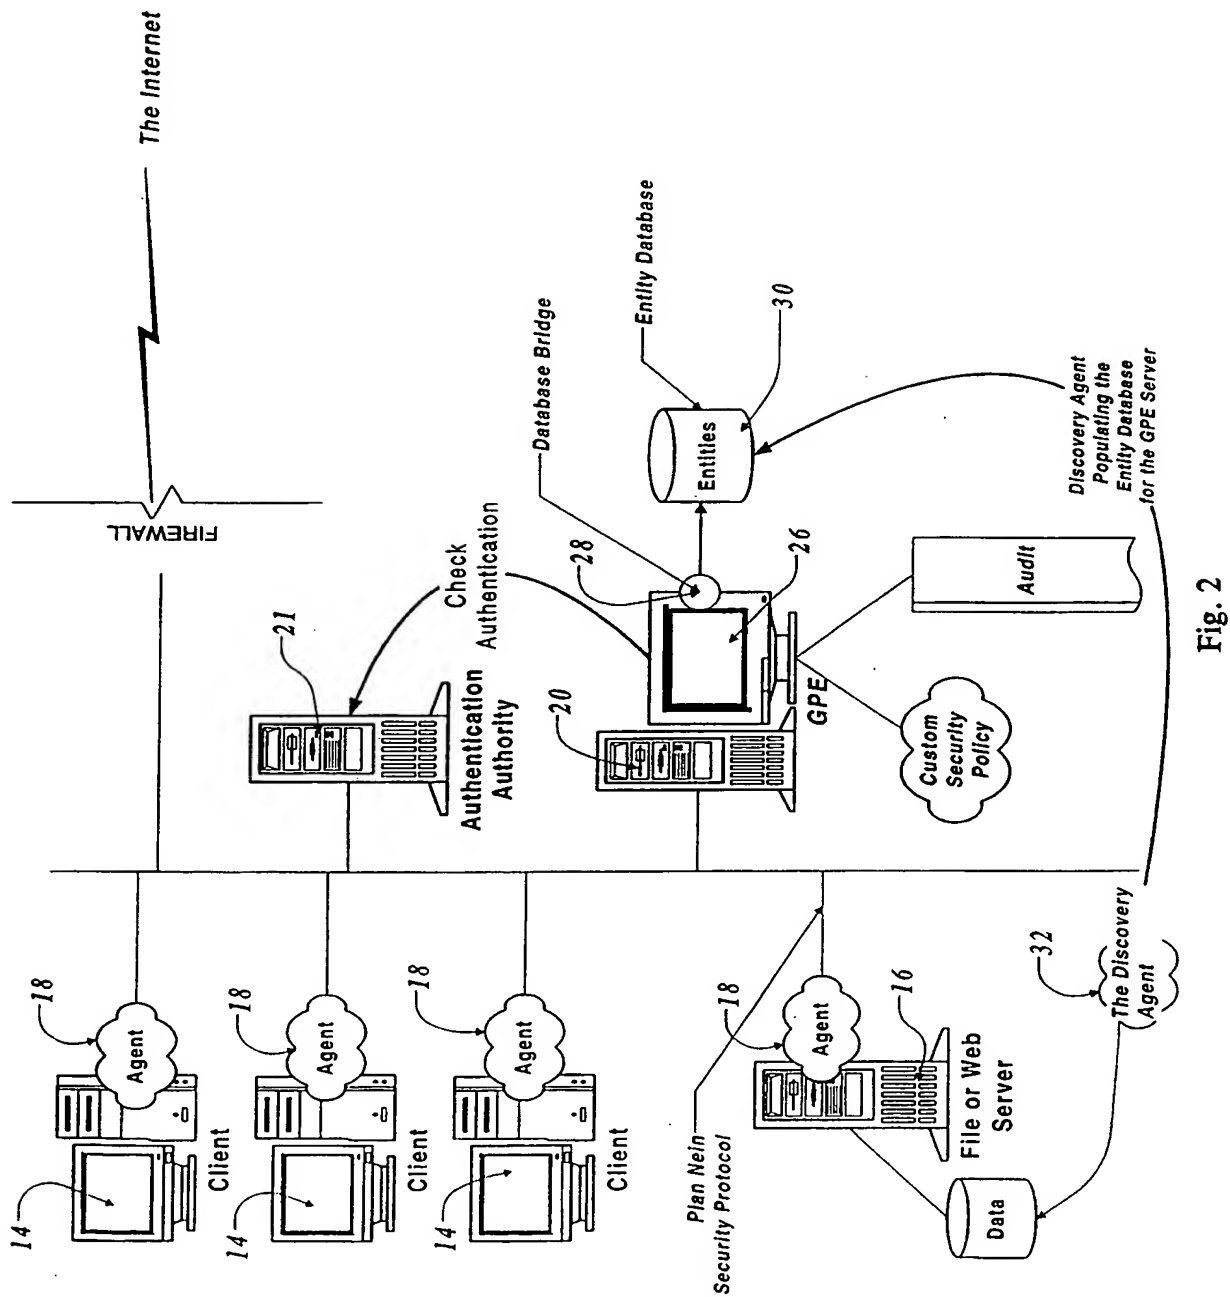 14
18
Agent
Client
14
18
Agent
Client
14
18
Agent
Client
FIREWALL
The Internet
21
Authentication
Authority
Check
Authentication
Plan Nein
Security Protocol
18
Agent
16
File or Web
Server
Data
20
GPE
28
26
Database Bridge
Entities
Entity Database
30
Custom
Security
Policy
Audit
32
The Discovery
Agent
Discovery Agent
Populating the
Entity Database
for the GPE Server
Fig. 2